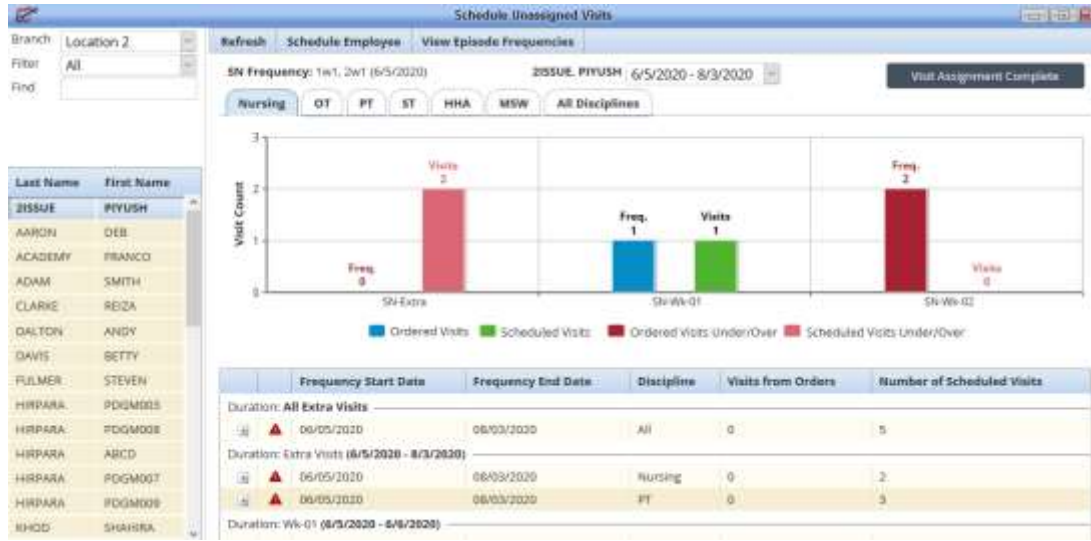 Schedule Unassigned Visits
Branch Location 2
Filter All
Find
Refresh Schedule Employee View Episode Frequencies
SN Frequency: 1w1, 2w1 (6/5/2020) 2ISSUE, PIYUSH 6/5/2020 - 8/3/2020 Visit Assignment Complete
Nursing OT PT ST HHA MSW All Disciplines
Last Name First Name
2ISSUE PIYUSH
AARON DEB
ACADEMY FRANCO
ADAM SMITH
CLARKE REIZA
DALTON ANDY
DAVIS BETTY
FULMER STEVEN
HIRPARA
HIRPARA PDGM008
HIRPARA ABCD
HIRPARA PDGM007
HIRPARA PDGM009
KHOD SHAHIRA
Visit Count
3
2
1
0
Freq. 0
Visits 2
Freq. 1
Visits 1
Freq. 2
Visits 0
SN-Extra SN-Wk-01 SN-Wk-02
Ordered Visits Scheduled Visits Ordered Visits Under/Over Scheduled Visits Under/Over
Frequency Start Date Frequency End Date Discipline Visits from Orders Number of Scheduled Visits
Duration: All Extra Visits
06/05/2020 08/03/2020 All 0 5
Duration: Extra Visits (6/5/2020 - 8/3/2020)
06/05/2020 08/03/2020 Nursing 0 2
06/05/2020 08/03/2020 PT 0 3
Duration: Wk-01 (6/5/2020 - 6/6/2020)